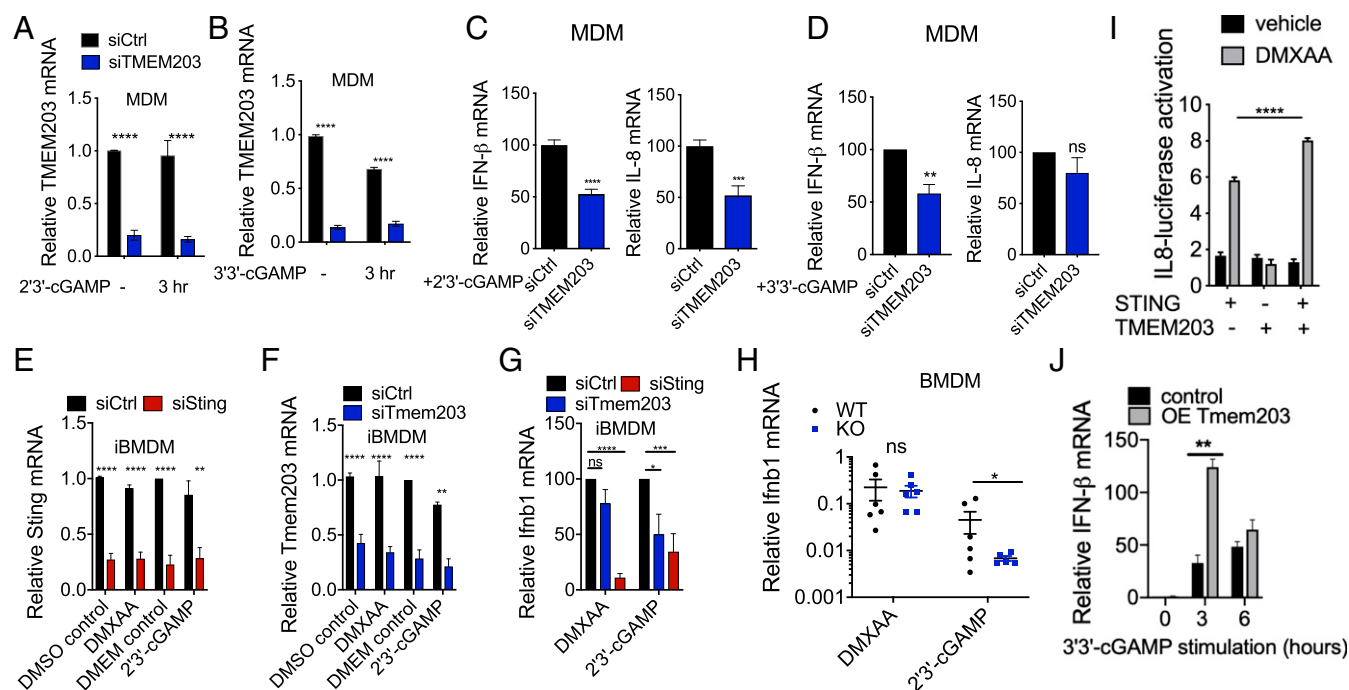 A
Relative TMEM203 mRNA
siCtrl
siTMEM203
MDM
1.5
1.0
0.5
0.0
**** ****
2'3'-cGAMP - 3 hr
B
Relative TMEM203 mRNA
MDM
1.5
1.0
0.5
0.0
****
****
3'3'-cGAMP - 3 hr
C
MDM
Relative IFN-β mRNA
150
100
50
0
****
siCtrl
siTMEM203
Relative IL-8 mRNA
150
100
50
0
***
siCtrl
siTMEM203
+2'3'-cGAMP
D
MDM
Relative IFN-β mRNA
150
100
50
0
**
siCtrl
siTMEM203
Relative IL-8 mRNA
150
100
50
0
ns
siCtrl
siTMEM203
+3'3'-cGAMP
I
vehicle
DMXAA
IL8-luciferase activation
10
8
6
4
2
0
****
STING + - +
TMEM203 - + +
E
siCtrl siSting
iBMDM
Relative Sting mRNA
1.5
1.0
0.5
0.0
**** **** **** **
DMSO control
DMXAA
DMEM control
2'3'-cGAMP
F
siCtrl
siTmem203
iBMDM
Relative Tmem203 mRNA
1.5
1.0
0.5
0.0
**** **** ****
**
DMSO control
DMXAA
DMEM control
2'3'-cGAMP
G
siCtrl siSting
siTmem203
iBMDM
Relative Ifnb1 mRNA
150
100
50
0
**** ***
ns *
DMXAA
2'3'-cGAMP
H
BMDM
WT
KO
Relative Ifnb1 mRNA
1
0.1
0.01
0.001
ns
*
DMXAA
2'3'-cGAMP
J
control
OE Tmem203
Relative IFN-β mRNA
150
100
50
0
**
0 3 6
3'3'-cGAMP stimulation (hours)